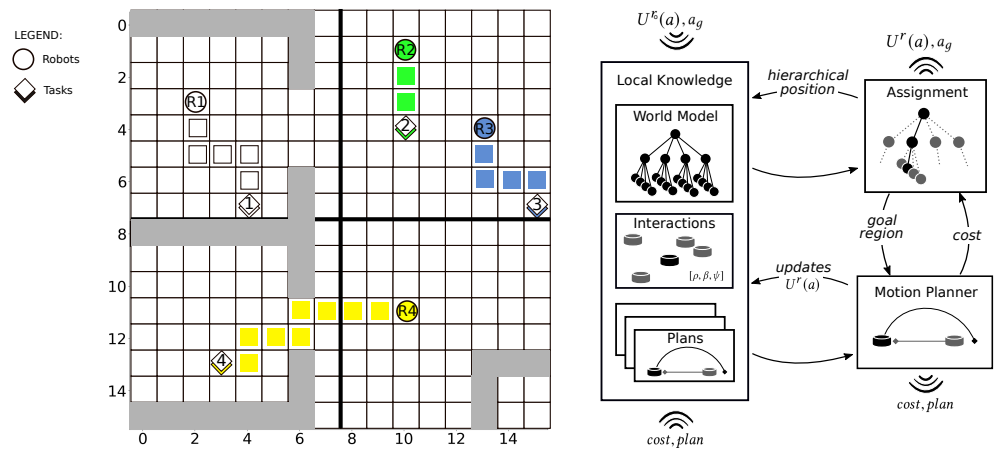 LEGEND:
Robots
Tasks
0
2
4
6
8
10
12
14
0
2
4
6
8
10
12
14
R1
R2
R3
R4
1
2
3
4
U^{r_a}(a), a_g
Local Knowledge
World Model
Interactions
[ρ, β, ψ]
Plans
cost, plan
hierarchical
position
updates
U^r(a)
U^r(a), a_g
Assignment
goal
region
cost
Motion Planner
cost, plan